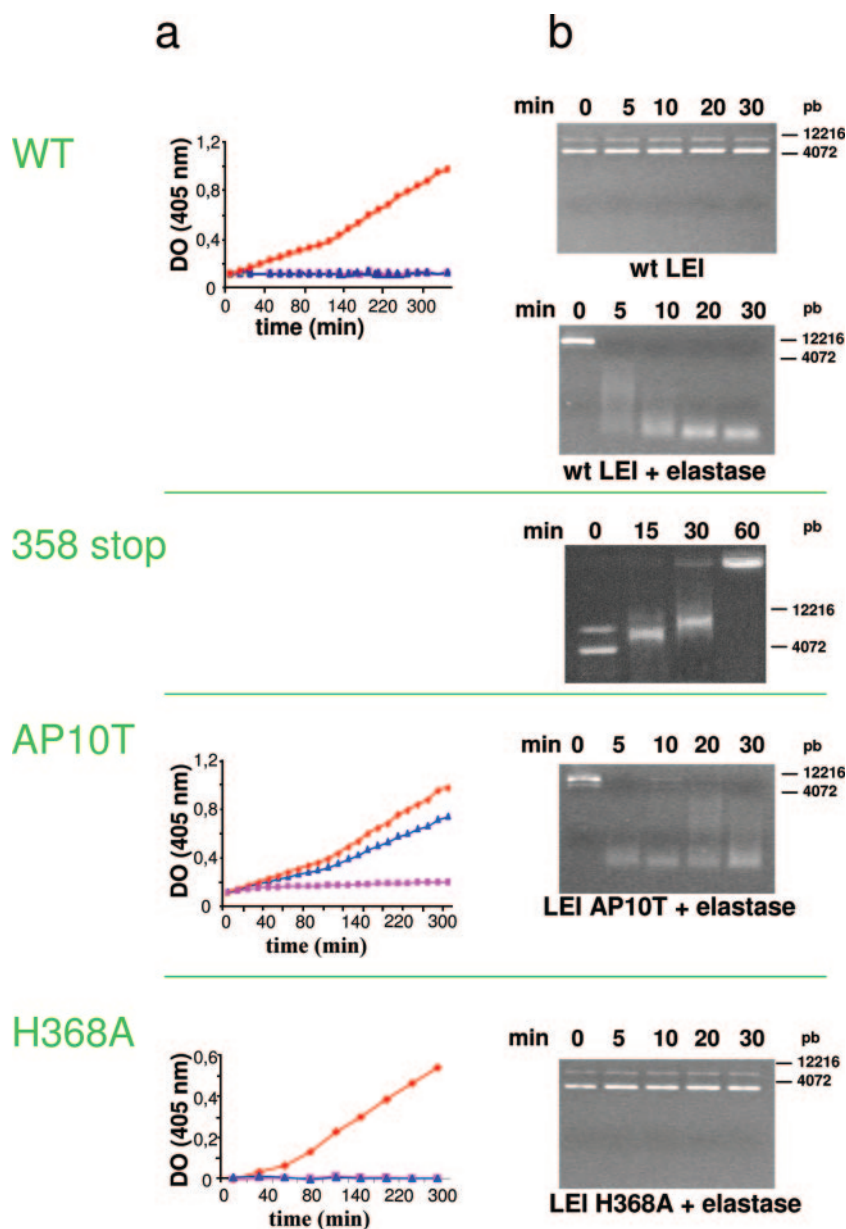 a
b
WT
1,2
0,8
0,4
0
DO (405 nm)
0 40 80 140 220 300
time (min)
min 0 5 10 20 30 pb
12216
4072
wt LEI
min 0 5 10 20 30 pb
12216
4072
wt LEI + elastase
358 stop
min 0 15 30 60 pb
12216
4072
AP10T
1,2
0,8
0,4
0
DO (405 nm)
0 40 80 140 220 300
time (min)
min 0 5 10 20 30 pb
12216
4072
LEI AP10T + elastase
H368A
0,6
0,4
0,2
0
DO (405 nm)
0 40 80 140 220 300
time (min)
min 0 5 10 20 30 pb
12216
4072
LEI H368A + elastase